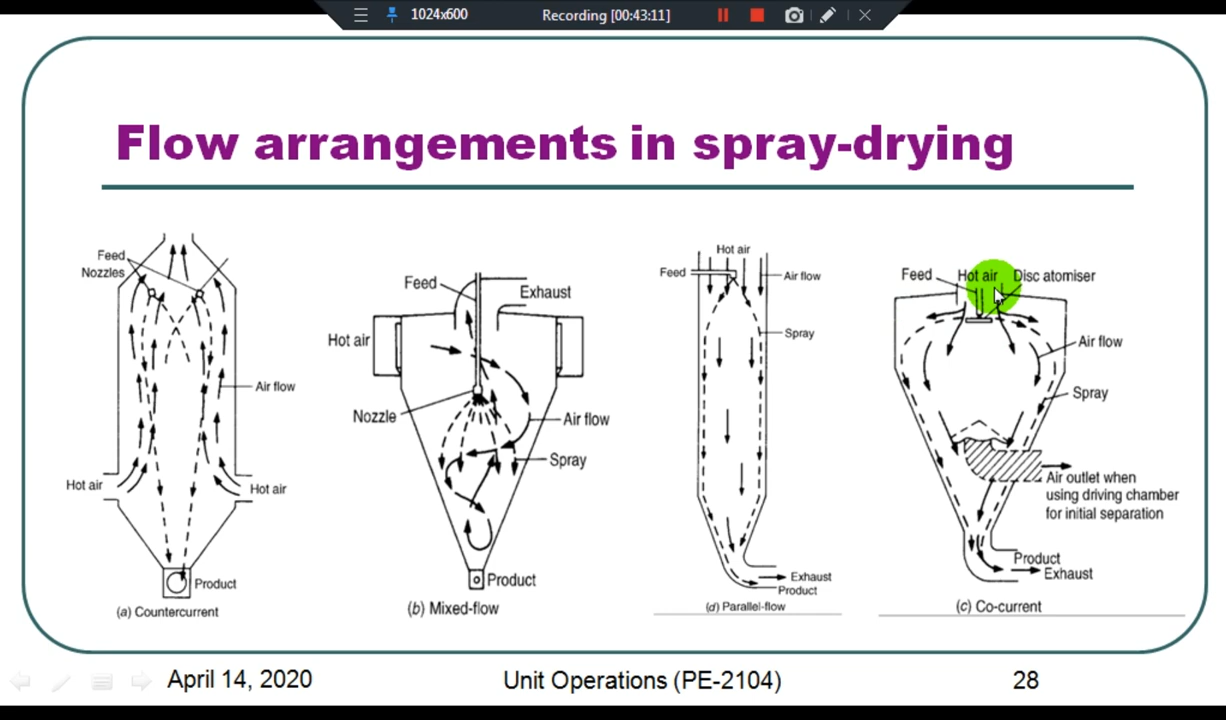 1024x600
Recording [00:43:11]
Flow arrangements in spray-drying
Feed
Nozzles
Air flow
Hot air
Hot air
Product
(a) Countercurrent
Feed
Exhaust
Hot air
Nozzle
Air flow
Spray
Product
(b) Mixed-flow
Hot air
Feed
Air flow
Spray
Exhaust
Product
(d) Parallel-flow
Feed
Hot air
Disc atomiser
Air flow
Spray
Air outlet when
using driving chamber
for initial separation
Product
Exhaust
(c) Co-current
April 14, 2020
Unit Operations (PE-2104)
28